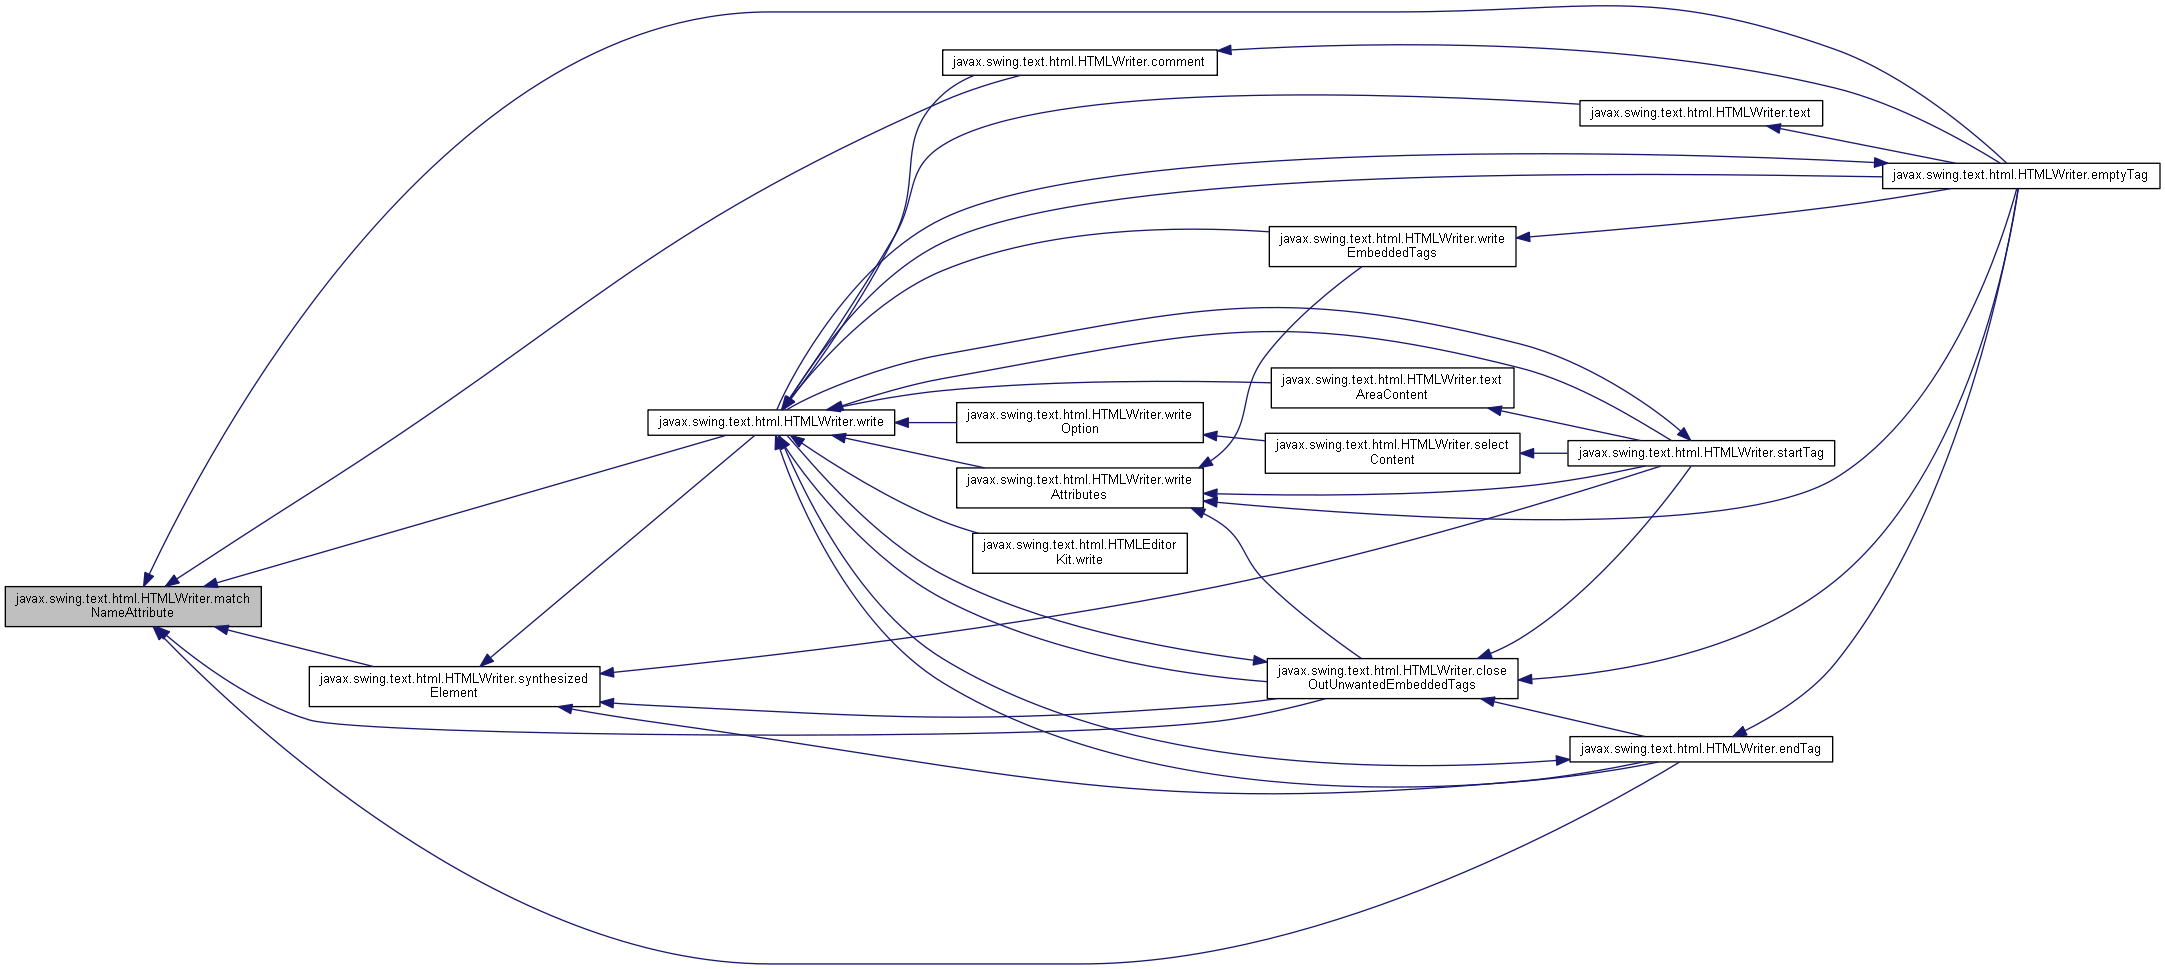 javax.swing.text.html.HTMLWriter.comment
javax.swing.text.html.HTMLWriter.text
javax.swing.text.html.HTMLWriter.emptyTag
javax.swing.text.html.HTMLWriter.write
EmbeddedTags
javax.swing.text.html.HTMLWriter.text
AreaContent
javax.swing.text.html.HTMLWriter.write
javax.swing.text.html.HTMLWriter.write
Option
javax.swing.text.html.HTMLWriter.select
Content
javax.swing.text.html.HTMLWriter.startTag
javax.swing.text.html.HTMLWriter.write
Attributes
javax.swing.text.html.HTMLEditor
Kit.write
javax.swing.text.html.HTMLWriter.match
NameAttribute
javax.swing.text.html.HTMLWriter.synthesized
Element
javax.swing.text.html.HTMLWriter.close
OutUnwantedEmbeddedTags
javax.swing.text.html.HTMLWriter.endTag